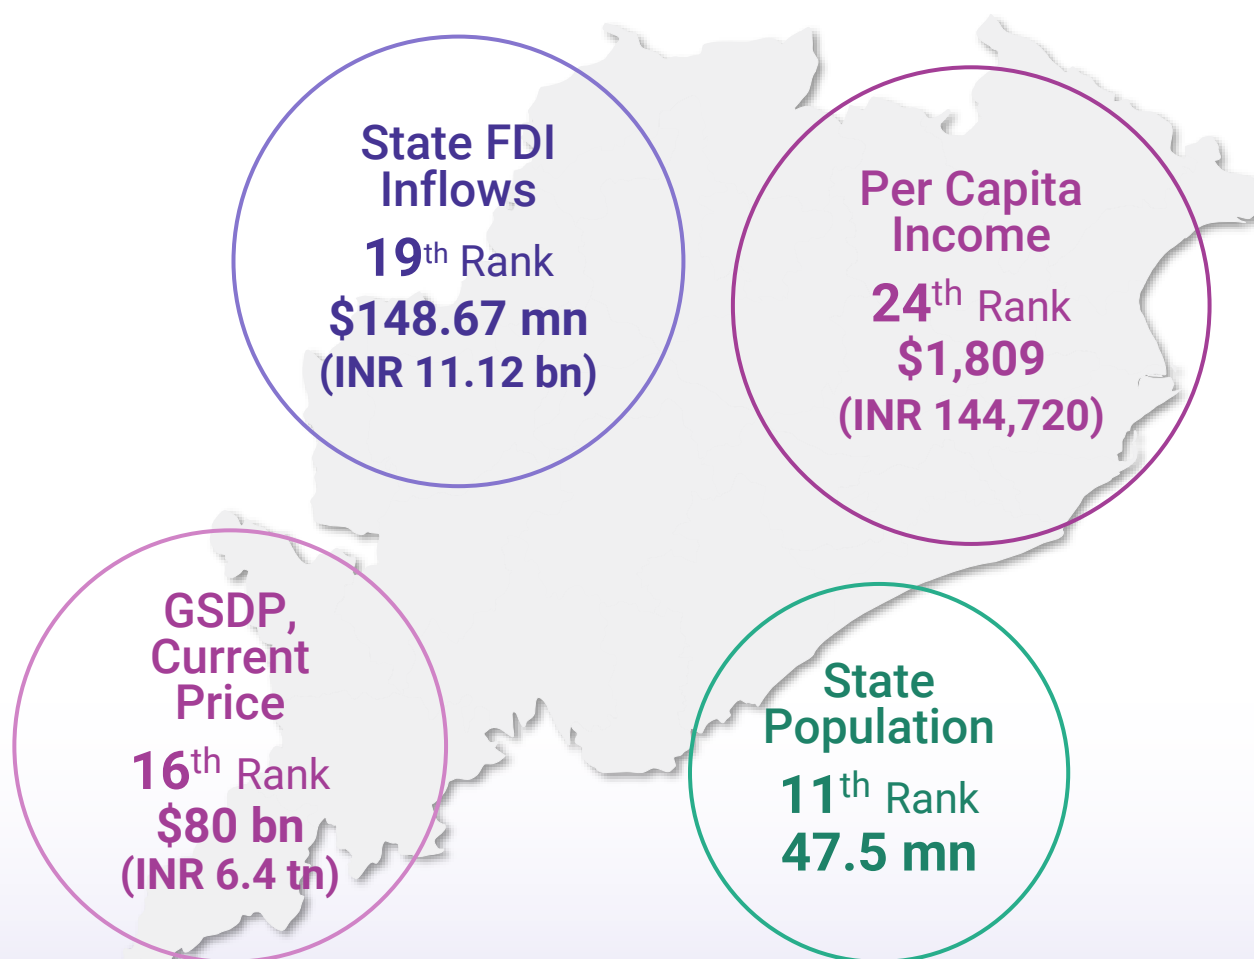 State FDI
Inflows
19th Rank
$148.67 mn
(INR 11.12 bn)
Per Capita
Income
24th Rank
$1,809
(INR 144,720)
GSDP,
Current
Price
16th Rank
$80 bn
(INR 6.4 tn)
State
Population
11th Rank
47.5 mn